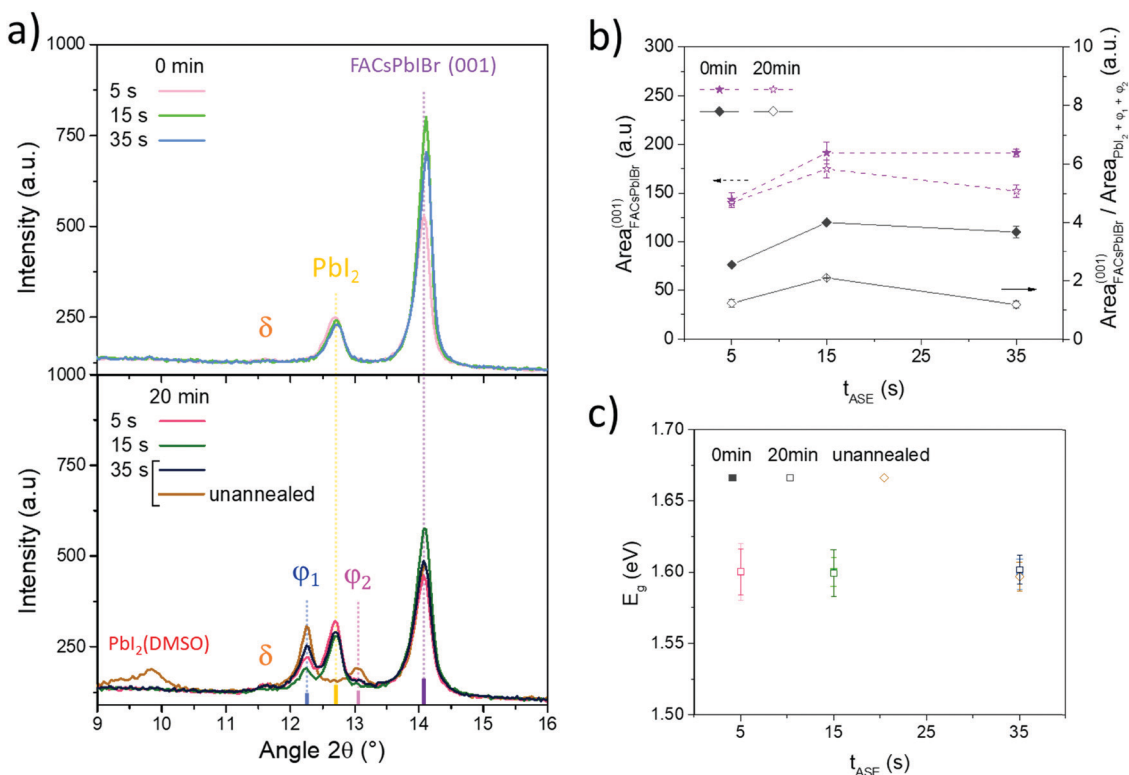 a)
1000
750
500
250
Intensity (a.u.)
0 min
5 s
15 s
35 s
FACsPbIBr (001)
PbI2
δ
1000
750
500
250
Intensity (a.u)
20 min
5 s
15 s
35 s
unannealed
φ1
φ2
PbI2(DMSO)
δ
9 10 11 12 13 14 15 16
Angle 2θ (°)
b)
300
250
200
150
100
50
0
Area(001)FACsPbIBr (a.u)
0min 20min
10
8
6
4
2
0
Area(001)FACsPbIBr / AreaPbI2 + φ1 + φ2 (a.u.)
5 15 25 35
tASE (s)
c)
1.70
1.65
1.60
1.55
1.50
Eg (eV)
0min 20min unannealed
5 15 25 35
tASE (s)